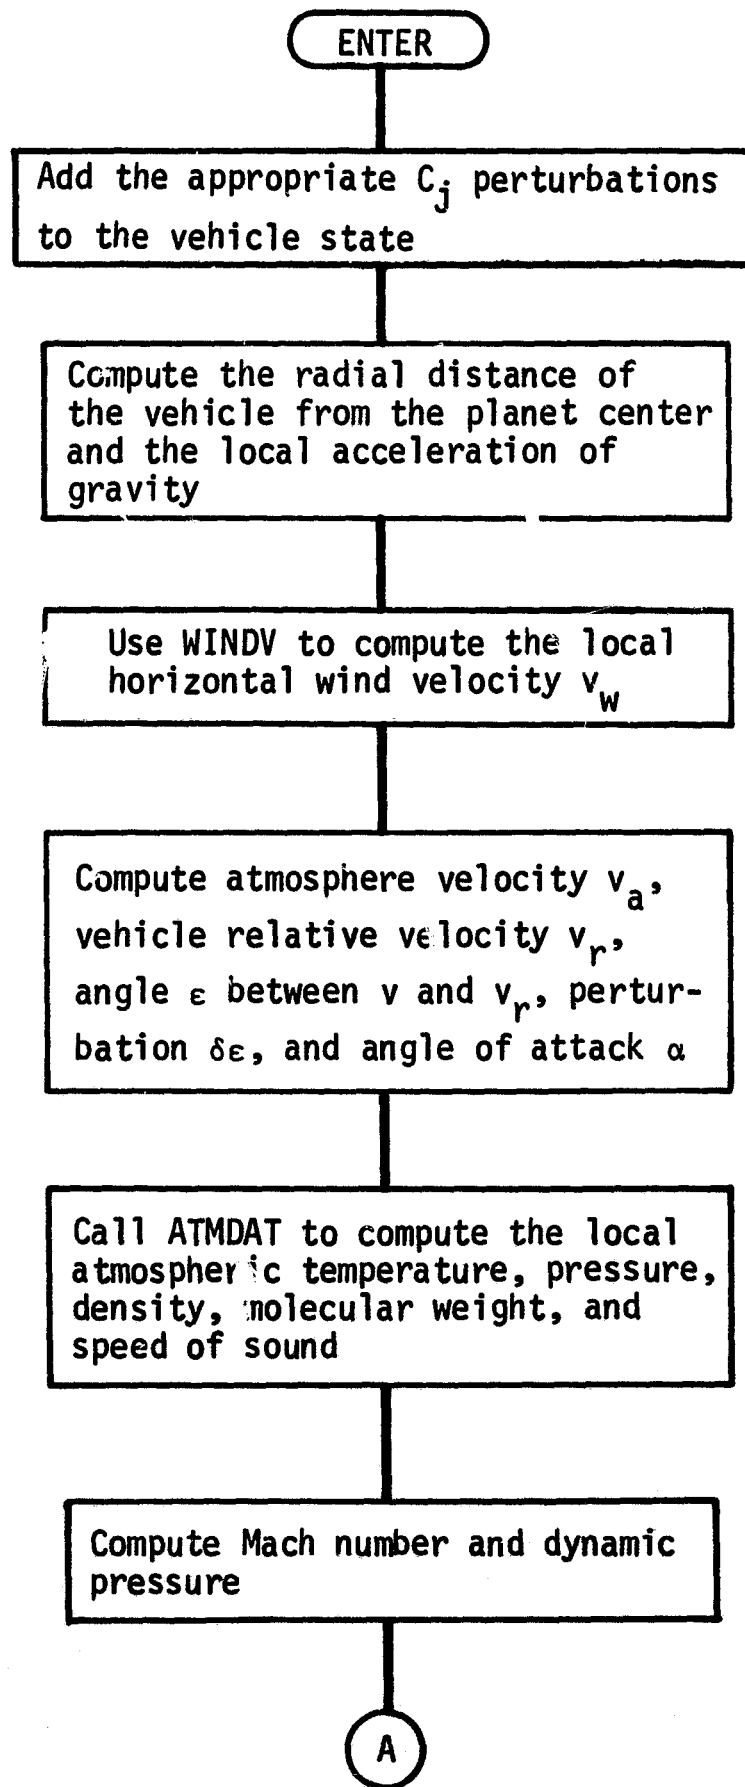 ENTER
Add the appropriate C_j perturbations
to the vehicle state
Compute the radial distance of
the vehicle from the planet center
and the local acceleration of
gravity
Use WINDV to compute the local
horizontal wind velocity v_w
Compute atmosphere velocity v_a,
vehicle relative velocity v_r,
angle ε between v and v_r, pertur-
bation δε, and angle of attack α
Call ATMDAT to compute the local
atmospheric temperature, pressure,
density, molecular weight, and
speed of sound
Compute Mach number and dynamic
pressure
A